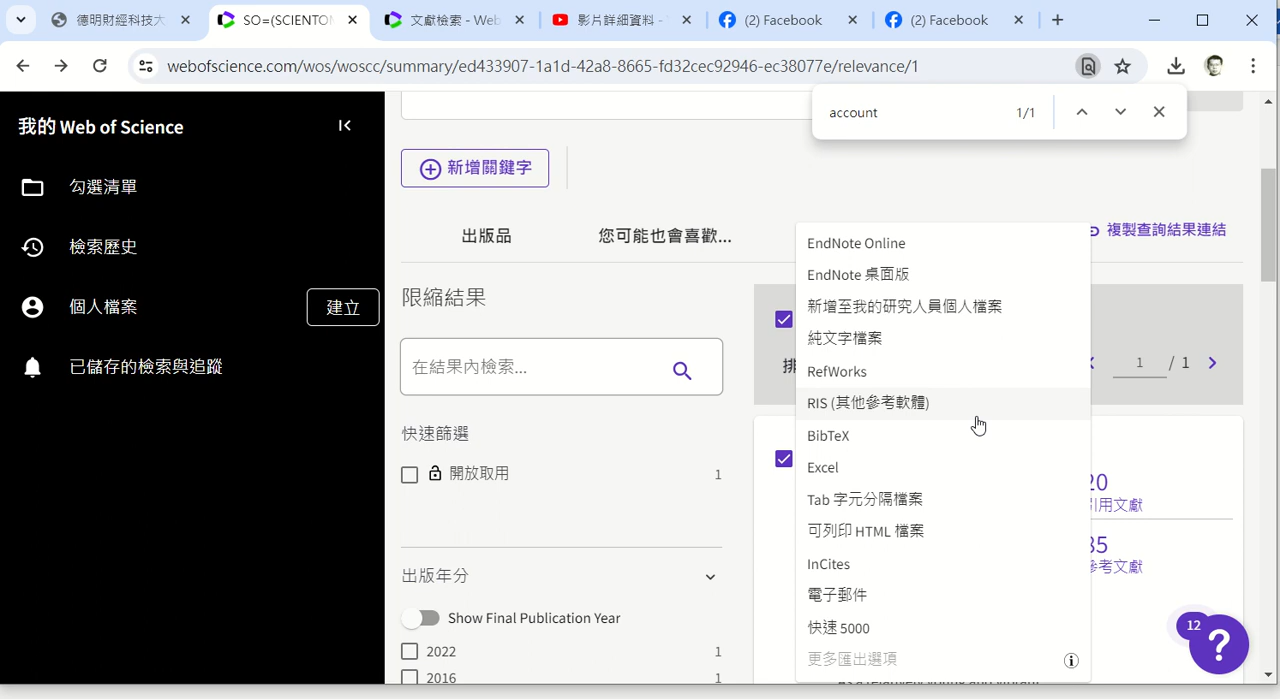 德明財經科技大
SO=(SCIENTOM
文獻檢索 - Web
影片詳細資料 -
(2) Facebook
(2) Facebook
webofscience.com/wos/woscc/summary/ed433907-1a1d-42a8-8665-fd32cec92946-ec38077e/relevance/1
account
1/1
我的 Web of Science
勾選清單
檢索歷史
個人檔案
建立
已儲存的檢索與追蹤
新增關鍵字
出版品
您可能也會喜歡...
複製查詢結果連結
限縮結果
在結果內檢索...
快速篩選
開放取用
1
出版年分
Show Final Publication Year
2022
1
2016
1
EndNote Online
EndNote 桌面版
新增至我的研究人員個人檔案
純文字檔案
RefWorks
RIS (其他參考軟體)
BibTeX
Excel
Tab 字元分隔檔案
可列印 HTML 檔案
InCites
電子郵件
快速 5000
更多匯出選項
排
1 / 1
20
引用文獻
85
參考文獻
12
?